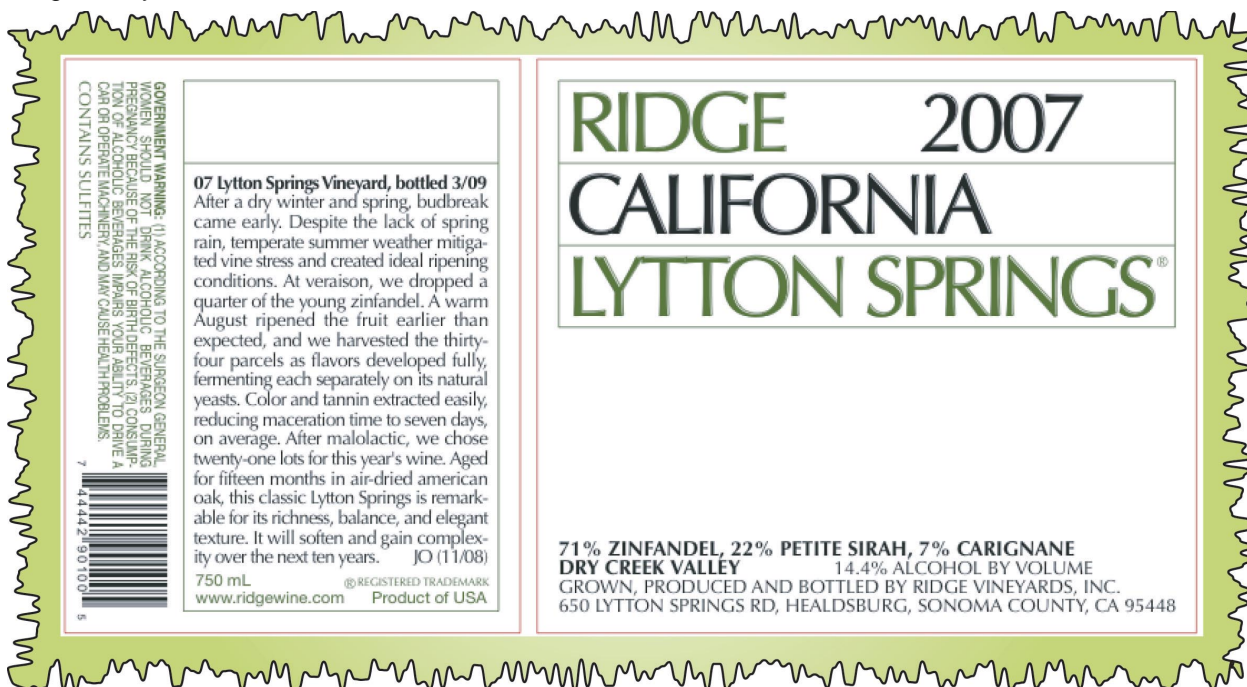 GOVERNMENT WARNING: (1) ACCORDING TO THE SURGEON GENERAL,
WOMEN SHOULD NOT DRINK ALCOHOLIC BEVERAGES DURING
PREGNANCY BECAUSE OF THE RISK OF BIRTH DEFECTS. (2) CONSUMP-
TION OF ALCOHOLIC BEVERAGES IMPAIRS YOUR ABILITY TO DRIVE A
CAR OR OPERATE MACHINERY, AND MAY CAUSE HEALTH PROBLEMS.
CONTAINS SULFITES
7 44442 90100 5
07 Lytton Springs Vineyard, bottled 3/09
After a dry winter and spring, budbreak
came early. Despite the lack of spring
rain, temperate summer weather mitiga-
ted vine stress and created ideal ripening
conditions. At veraison, we dropped a
quarter of the young zinfandel. A warm
August ripened the fruit earlier than
expected, and we harvested the thirty-
four parcels as flavors developed fully,
fermenting each separately on its natural
yeasts. Color and tannin extracted easily,
reducing maceration time to seven days,
on average. After malolactic, we chose
twenty-one lots for this year's wine. Aged
for fifteen months in air-dried american
oak, this classic Lytton Springs is remark-
able for its richness, balance, and elegant
texture. It will soften and gain complex-
ity over the next ten years. JO (11/08)
750 mL ® REGISTERED TRADEMARK
www.ridgewine.com Product of USA
RIDGE 2007
CALIFORNIA
LYTTON SPRINGS®
71% ZINFANDEL, 22% PETITE SIRAH, 7% CARIGNANE
DRY CREEK VALLEY 14.4% ALCOHOL BY VOLUME
GROWN, PRODUCED AND BOTTLED BY RIDGE VINEYARDS, INC.
650 LYTTON SPRINGS RD, HEALDSBURG, SONOMA COUNTY, CA 95448